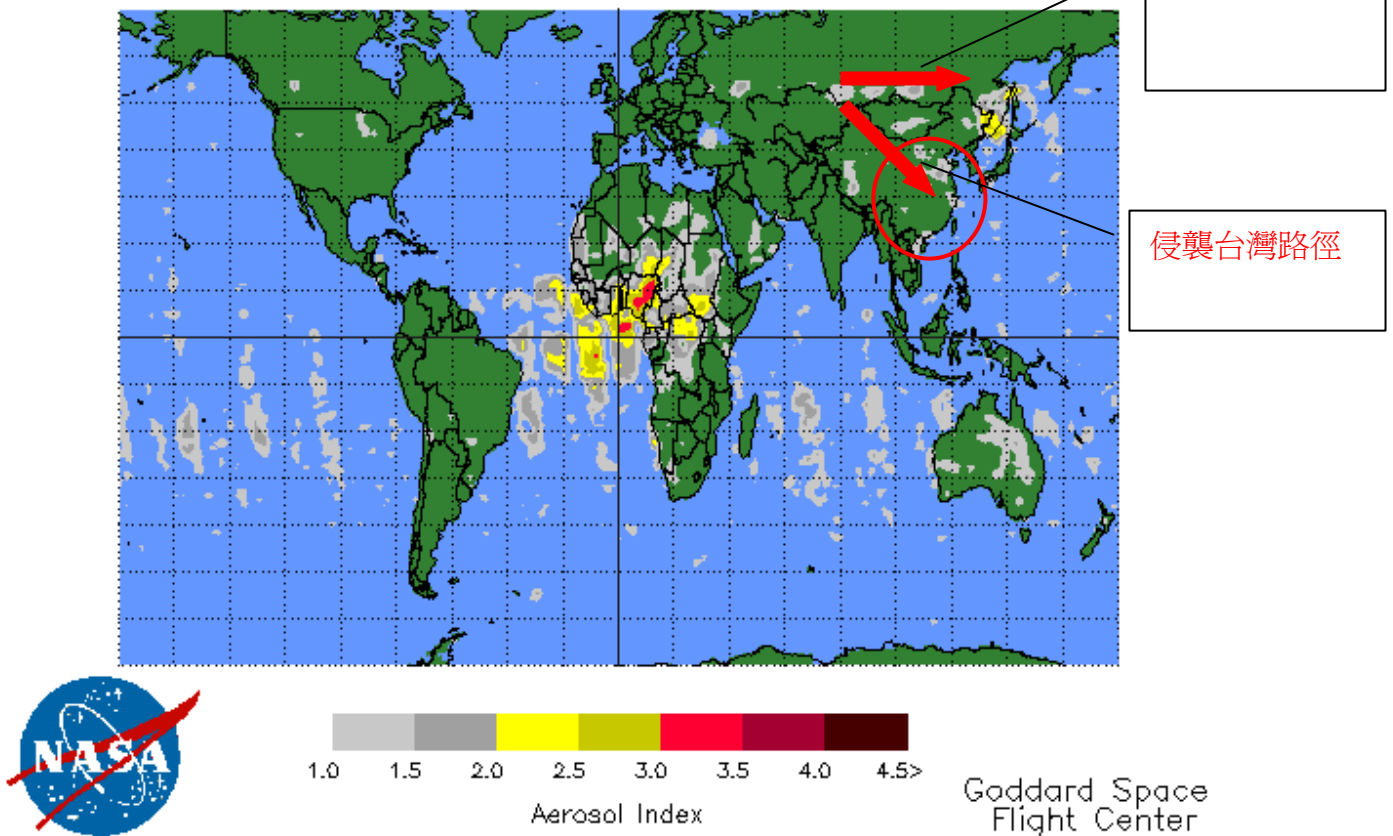 侵襲台灣路徑
NASA
1.0 1.5 2.0 2.5 3.0 3.5 4.0 4.5>
Aerosol Index
Goddard Space
Flight Center